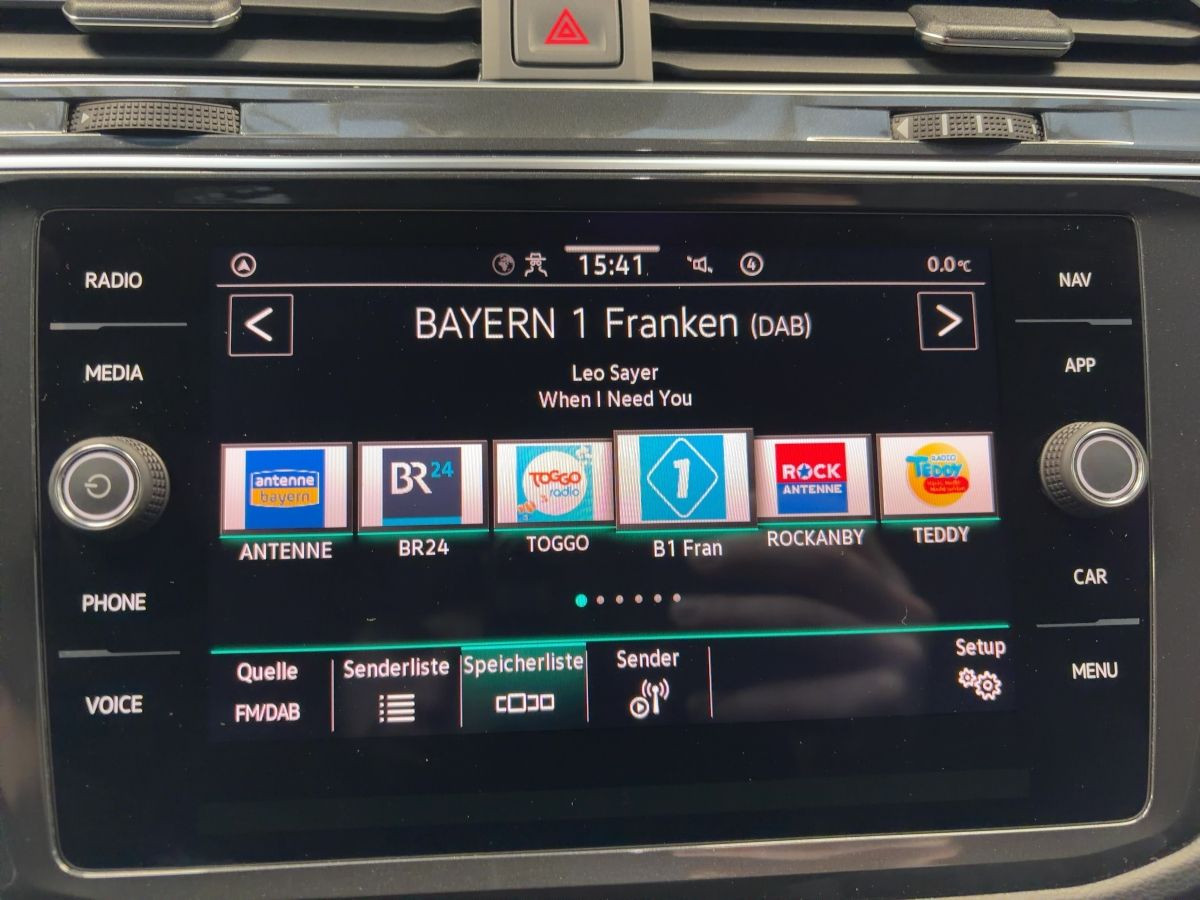 RADIO
MEDIA
PHONE
VOICE
15:41
4
0.0°C
< BAYERN 1 Franken (DAB) >
Leo Sayer
When I Need You
antenne
bayern
BR24
TOGGO
radio
1
ROCK
ANTENNE
RADIO
TEDDY
ANTENNE
BR24
TOGGO
B1 Fran
ROCKANBY
TEDDY
Quelle
FM/DAB
Senderliste
Speicherliste
Sender
Setup
NAV
APP
CAR
MENU